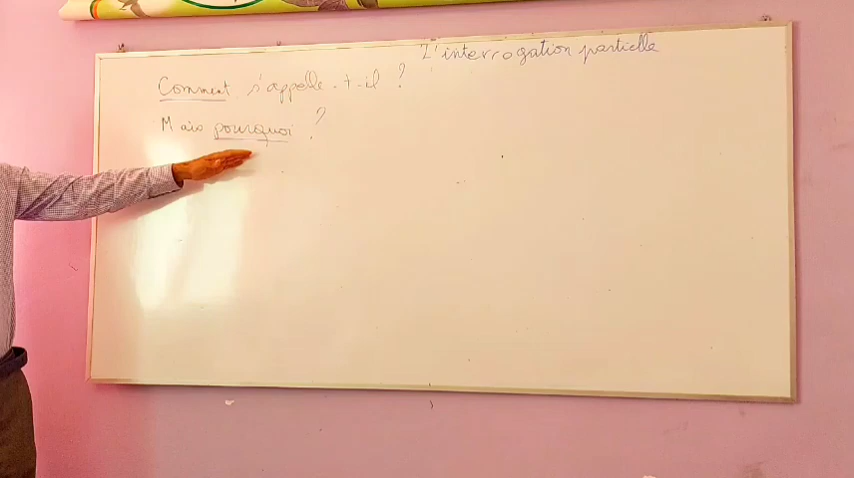 L'interrogation partielle
Comment s'appelle-t-il ?
Mais pourquoi ?